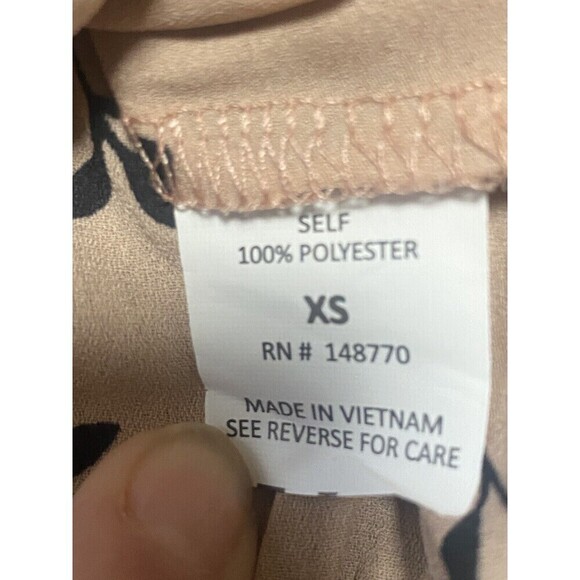 SELF
100% POLYESTER
XS
RN # 148770
MADE IN VIETNAM
SEE REVERSE FOR CARE